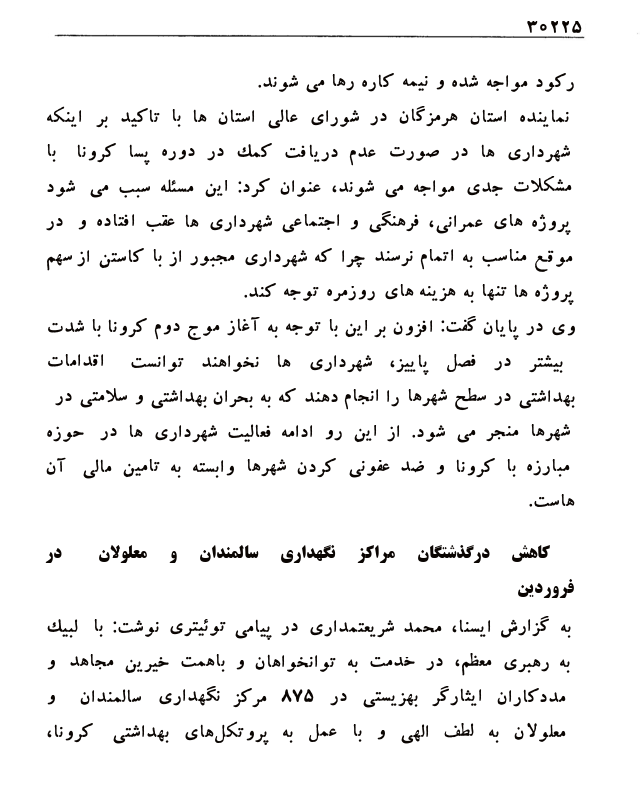 ۳۰۲۲۵
رکود مواجه شده و نیمه کاره رها می شوند.
نماینده استان هرمزگان در شورای عالی استان ها با تاکید بر اینکه
شهرداری ها در صورت عدم دریافت کمك در دوره پسا کرونا با
مشکلات جدی مواجه می شوند، عنوان کرد: این مسئله سبب می شود
پروژه های عمرانی، فرهنگی و اجتماعی شهرداری ها عقب افتاده و در
موقع مناسب به اتمام نرسند چرا که شهرداری مجبور از با کاستن از سهم
پروژه ها تنها به هزینه های روزمره توجه کند.
وی در پایان گفت: افزون بر این با توجه به آغاز موج دوم کرونا با شدت
بیشتر در فصل پاییز، شهرداری ها نخواهند توانست اقدامات
بهداشتی در سطح شهرها را انجام دهند که به بحران بهداشتی و سلامتی در
شهرها منجر می شود. از این رو ادامه فعالیت شهرداری ها در حوزه
مبارزه با کرونا و ضد عفونی کردن شهرها وابسته به تامین مالی آن
هاست.
کاهش درگذشتگان مراکز نگهداری سالمندان و معلولان در
فروردین
به گزارش ایسنا، محمد شریعتمداری در پیامی توئیتری نوشت: با لبیك
به رهبری معظم، در خدمت به توانخواهان و باهمت خیرین مجاهد و
مددکاران ایثارگر بهزیستی در ۸۷۵ مرکز نگهداری سالمندان و
معلولان به لطف الهی و با عمل به پروتکل‌های بهداشتی کرونا،